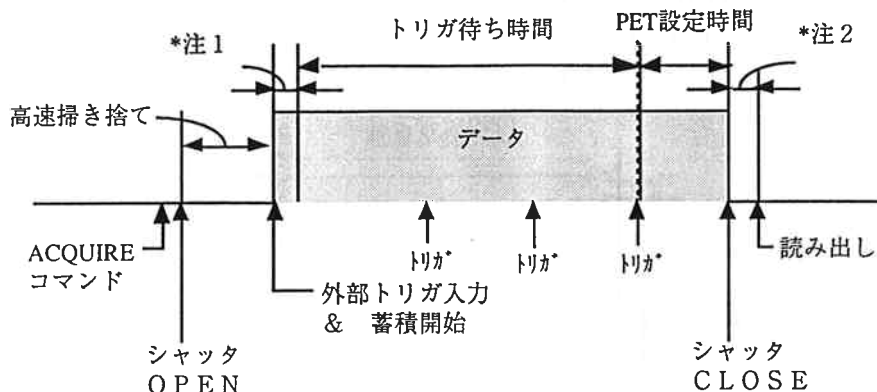 *注1
トリガ待ち時間
PET設定時間
*注2
高速掃き捨て
データ
ACQUIRE
コマンド
ﾄﾘｶﾞ
ﾄﾘｶﾞ
ﾄﾘｶﾞ
読み出し
外部トリガ入力
& 蓄積開始
シャッタ
OPEN
シャッタ
CLOSE